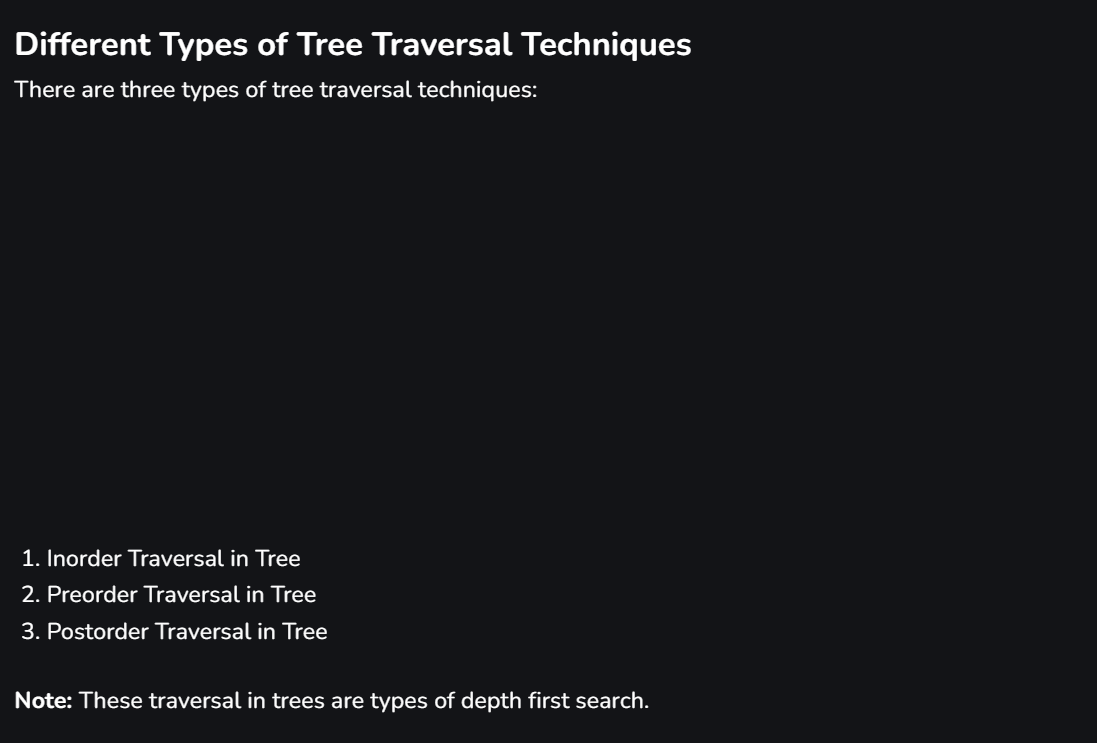 Different Types of Tree Traversal Techniques
There are three types of tree traversal techniques:
1. Inorder Traversal in Tree
2. Preorder Traversal in Tree
3. Postorder Traversal in Tree
Note: These traversal in trees are types of depth first search.